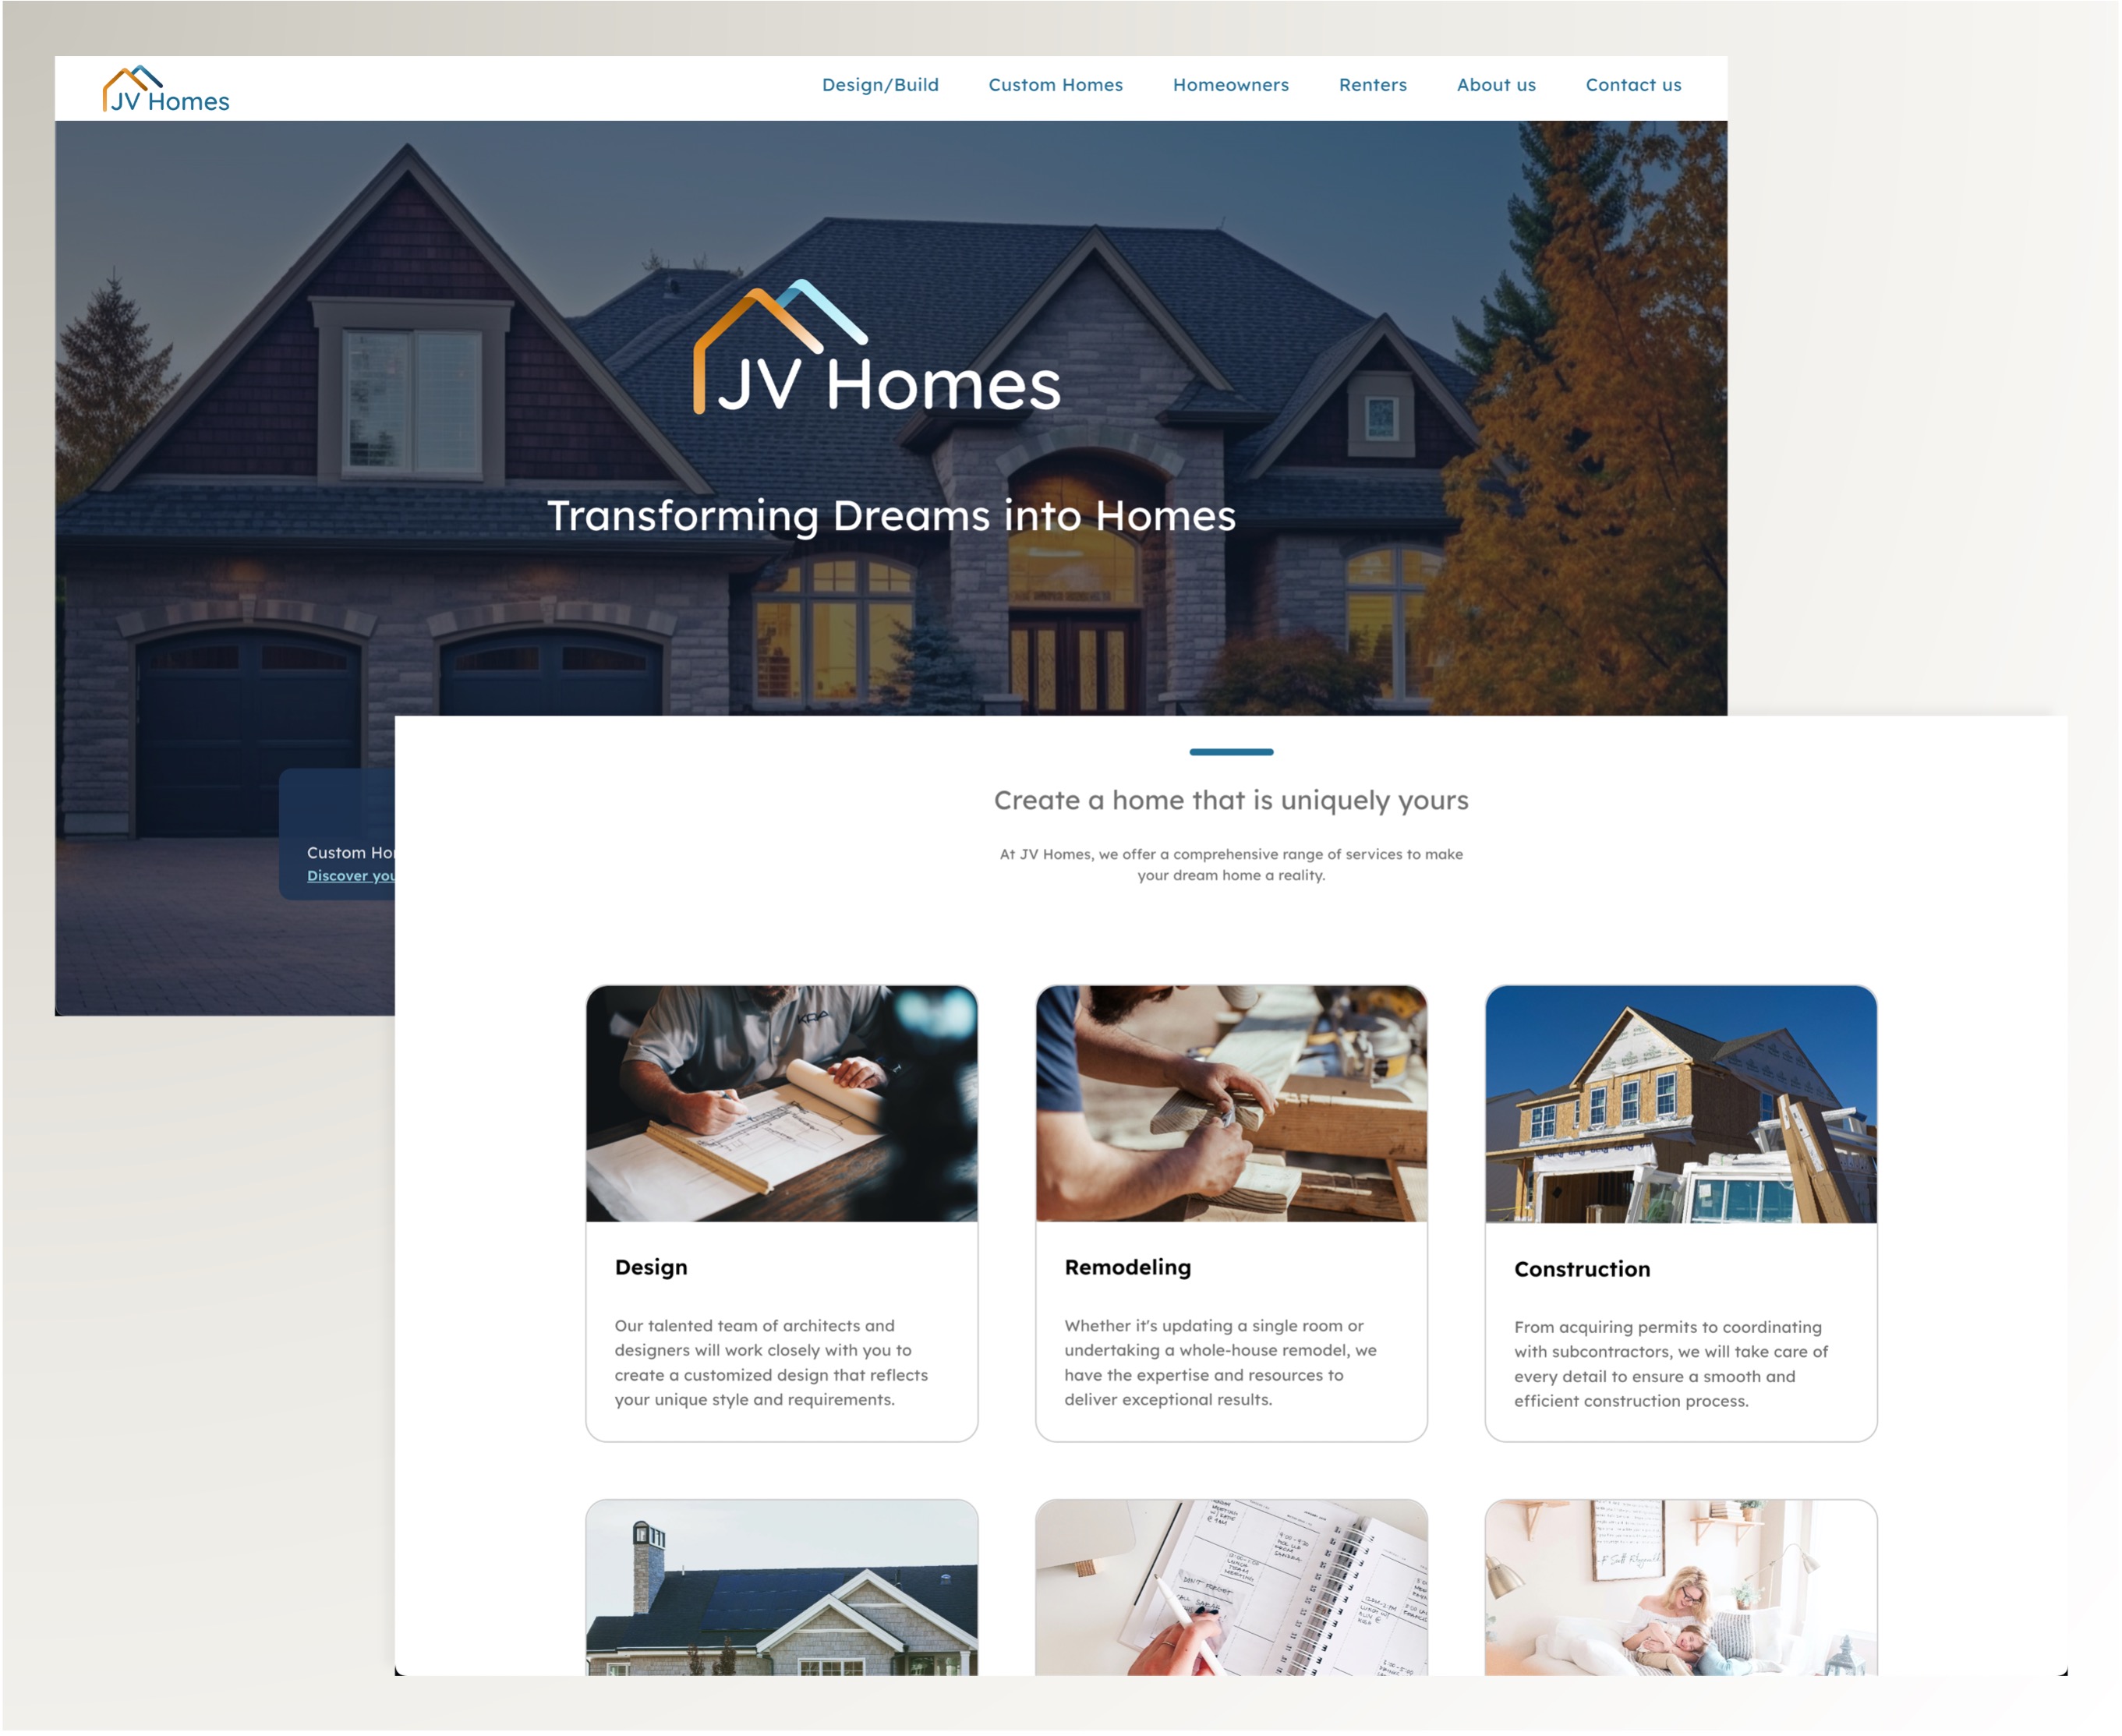 JV Homes
Design/Build
Custom Homes
Homeowners
Renters
About us
Contact us
JV Homes
Transforming Dreams into Homes
Custom
Discover
Create a home that is uniquely yours
At JV Homes, we offer a comprehensive range of services to make
your dream home a reality.
KRA
Design
Our talented team of architects and
designers will work closely with you to
create a customized design that reflects
your unique style and requirements.
Remodeling
Whether it's updating a single room or
undertaking a whole-house remodel, we
have the expertise and resources to
deliver exceptional results.
Construction
From acquiring permits to coordinating
with subcontractors, we will take care of
every detail to ensure a smooth and
efficient construction process.
DON'T FORGET